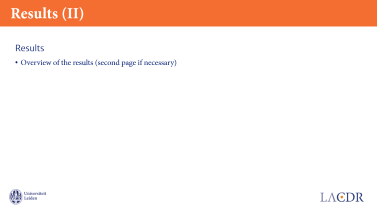 Results (II)
Results
• Overview of the results (second page if necessary)
Universiteit
Leiden
LACDR